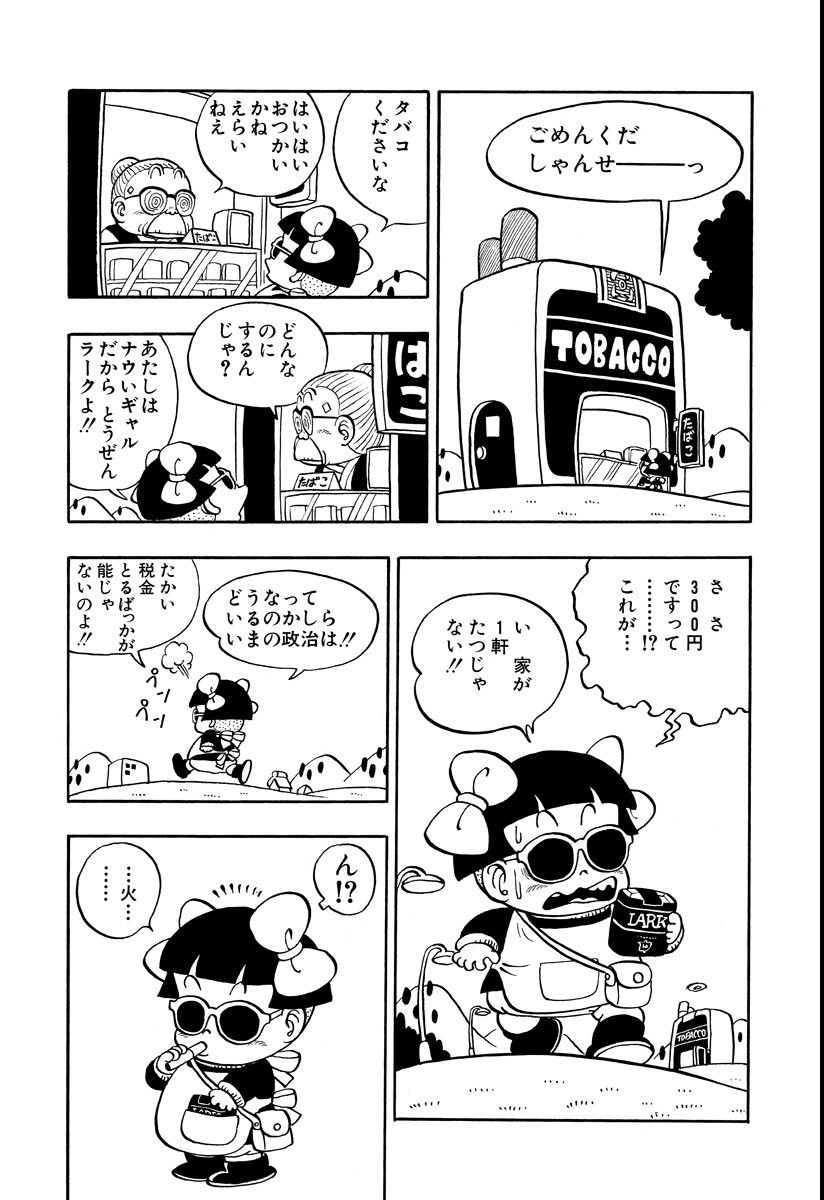 ごめんくだ
しゃんせ━━━っ
TOBACCO
たばこ
タバコ
くださいな
はいはい
おつかい
かね
えらい
ねえ
たばこ
どんな
のに
するん
じゃ?
はこ
たばこ
あたしは
ナウいギャル
だから とうぜん
ラークよ!!
さ さ
300円
ですって
………!?
これが…
い 家が
1軒
たつじゃ
ない!!
LARK
TOBACCO
どうなって
いるのかしら
いまの政治は!!
たかい
税金
とるばっかが
能じゃ
ないのよ!!
プン
プン
ん!?
…火…
……
LARK